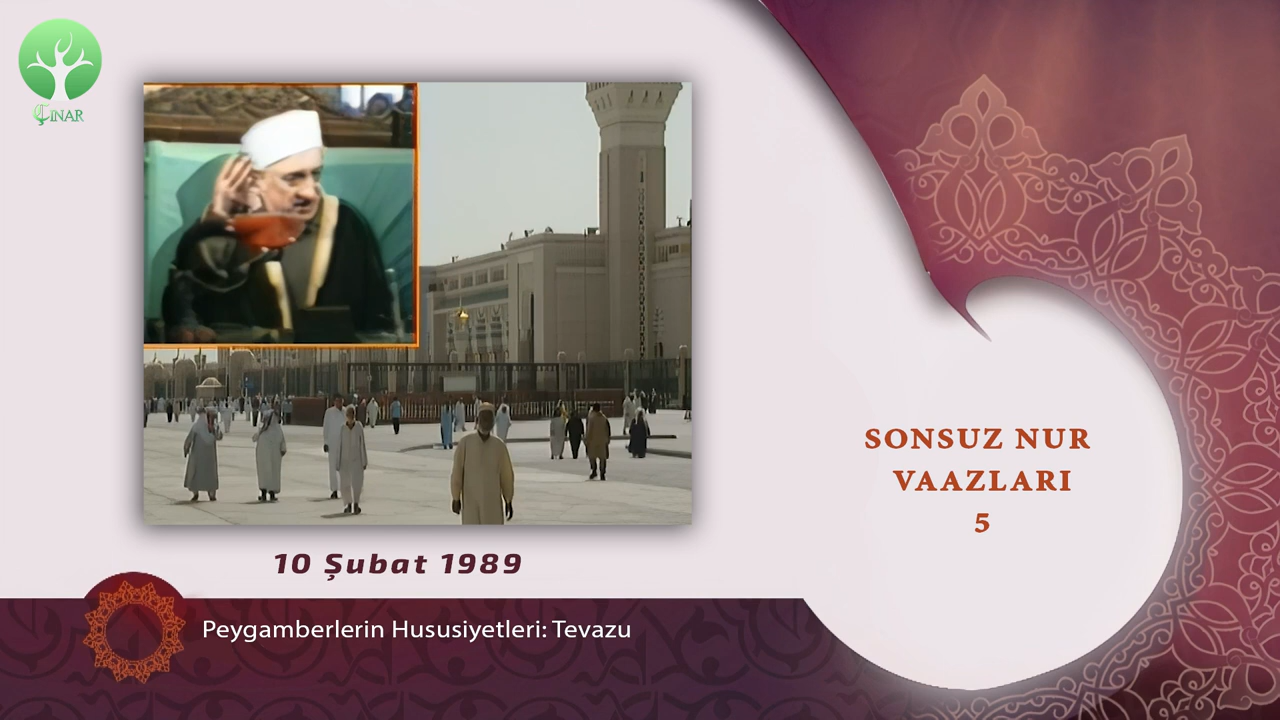 ÇINAR
SONSUZ NUR
VAAZLARI
5
10 Şubat 1989
Peygamberlerin Hususiyetleri: Tevazu